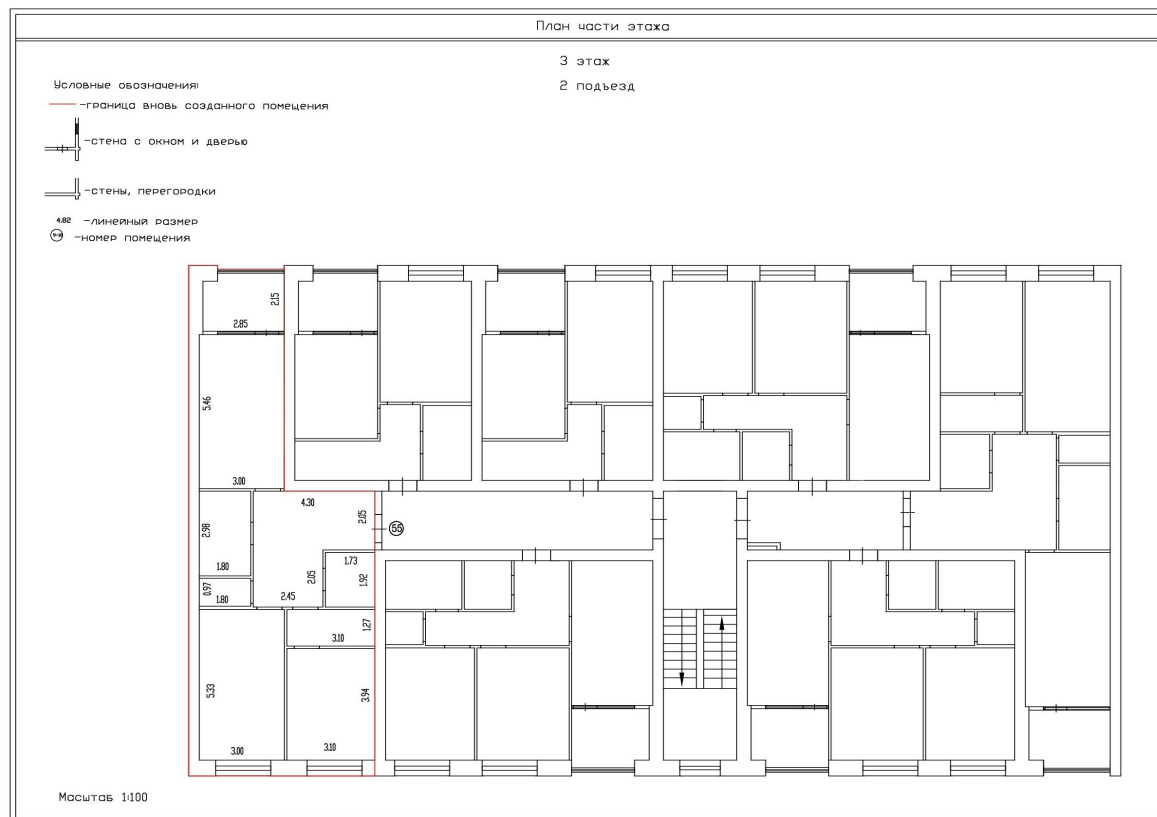 План части этажа
3 этаж
2 подъезд
Условные обозначения:
-граница вновь созданного помещения
-стена с окном и дверью
-стены, перегородки
4.82 -линейный размер
-номер помещения
2.15
2.85
5.46
3.00
4.30
2.05
55
2.98
1.80
1.73
2.05
1.92
0.97
1.80
2.45
1.27
3.10
5.33
3.94
3.00
3.10
Масштаб 1:100